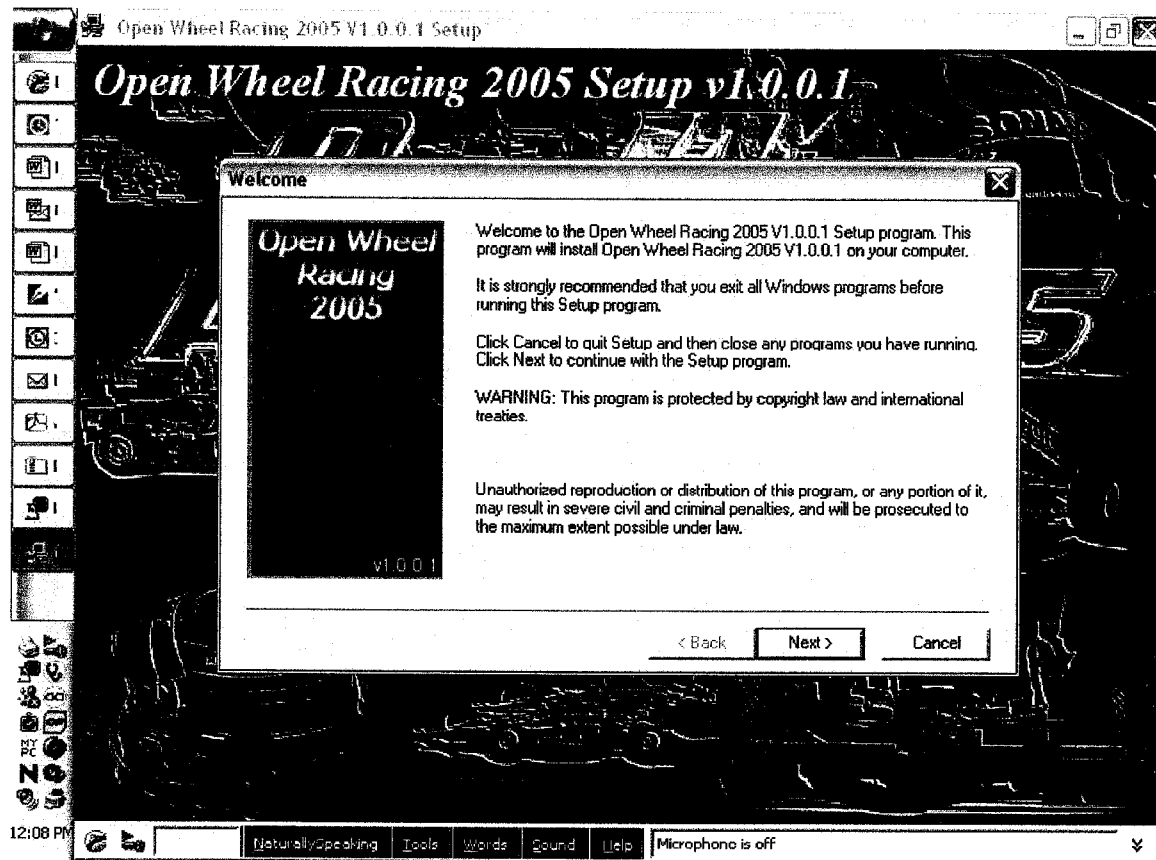 Open Wheel Racing 2005 V1.0.0.1 Setup
Open Wheel Racing 2005 Setup v1.0.0.1
Welcome
Open Wheel
Racing
2005
v1.0.0.1
Welcome to the Open Wheel Racing 2005 V1.0.0.1 Setup program. This
program will install Open Wheel Racing 2005 V1.0.0.1 on your computer.
It is strongly recommended that you exit all Windows programs before
running this Setup program.
Click Cancel to quit Setup and then close any programs you have running.
Click Next to continue with the Setup program.
WARNING: This program is protected by copyright law and international
treaties.
Unauthorized reproduction or distribution of this program, or any portion of it,
may result in severe civil and criminal penalties, and will be prosecuted to
the maximum extent possible under law.
< Back
Next >
Cancel
MY
PC
N
12:08 PM
NaturallySpeaking Tools Words Sound Help Microphone is off